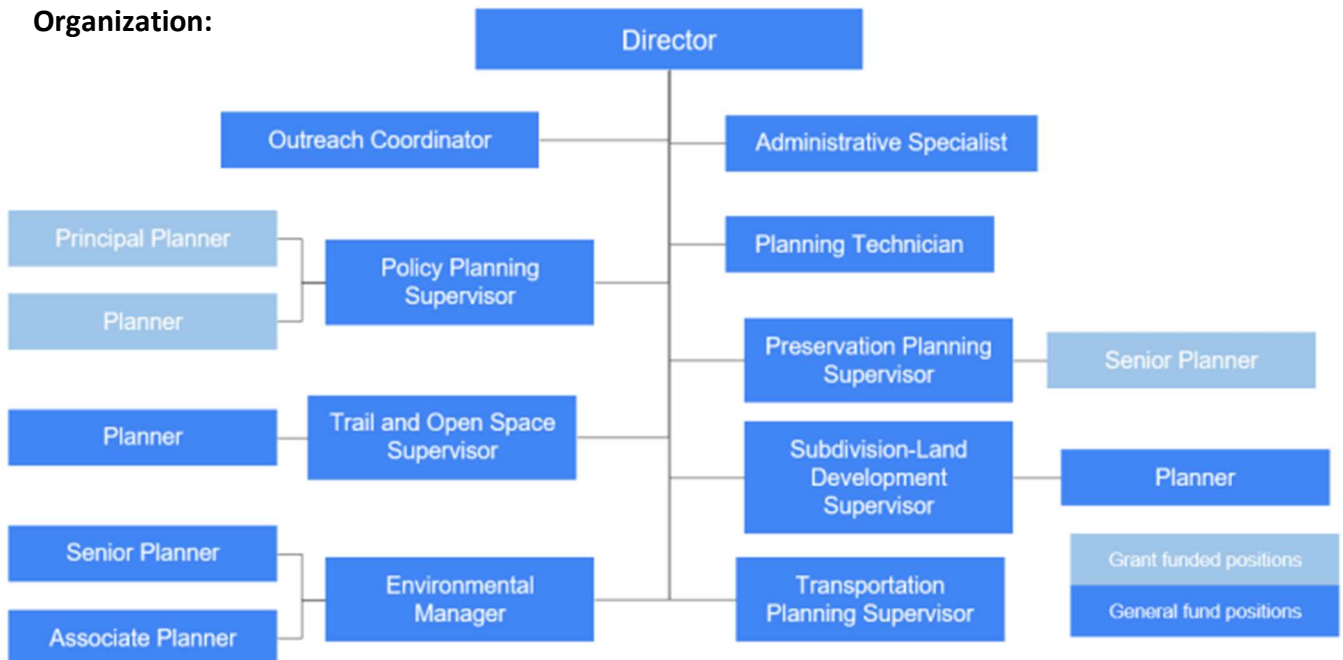 Organization:
Director
Outreach Coordinator
Administrative Specialist
Principal Planner
Planner
Policy Planning
Supervisor
Planning Technician
Preservation Planning
Supervisor
Senior Planner
Planner
Trail and Open Space
Supervisor
Subdivision-Land
Development
Supervisor
Planner
Senior Planner
Associate Planner
Environmental
Manager
Transportation
Planning Supervisor
Grant funded positions
General fund positions